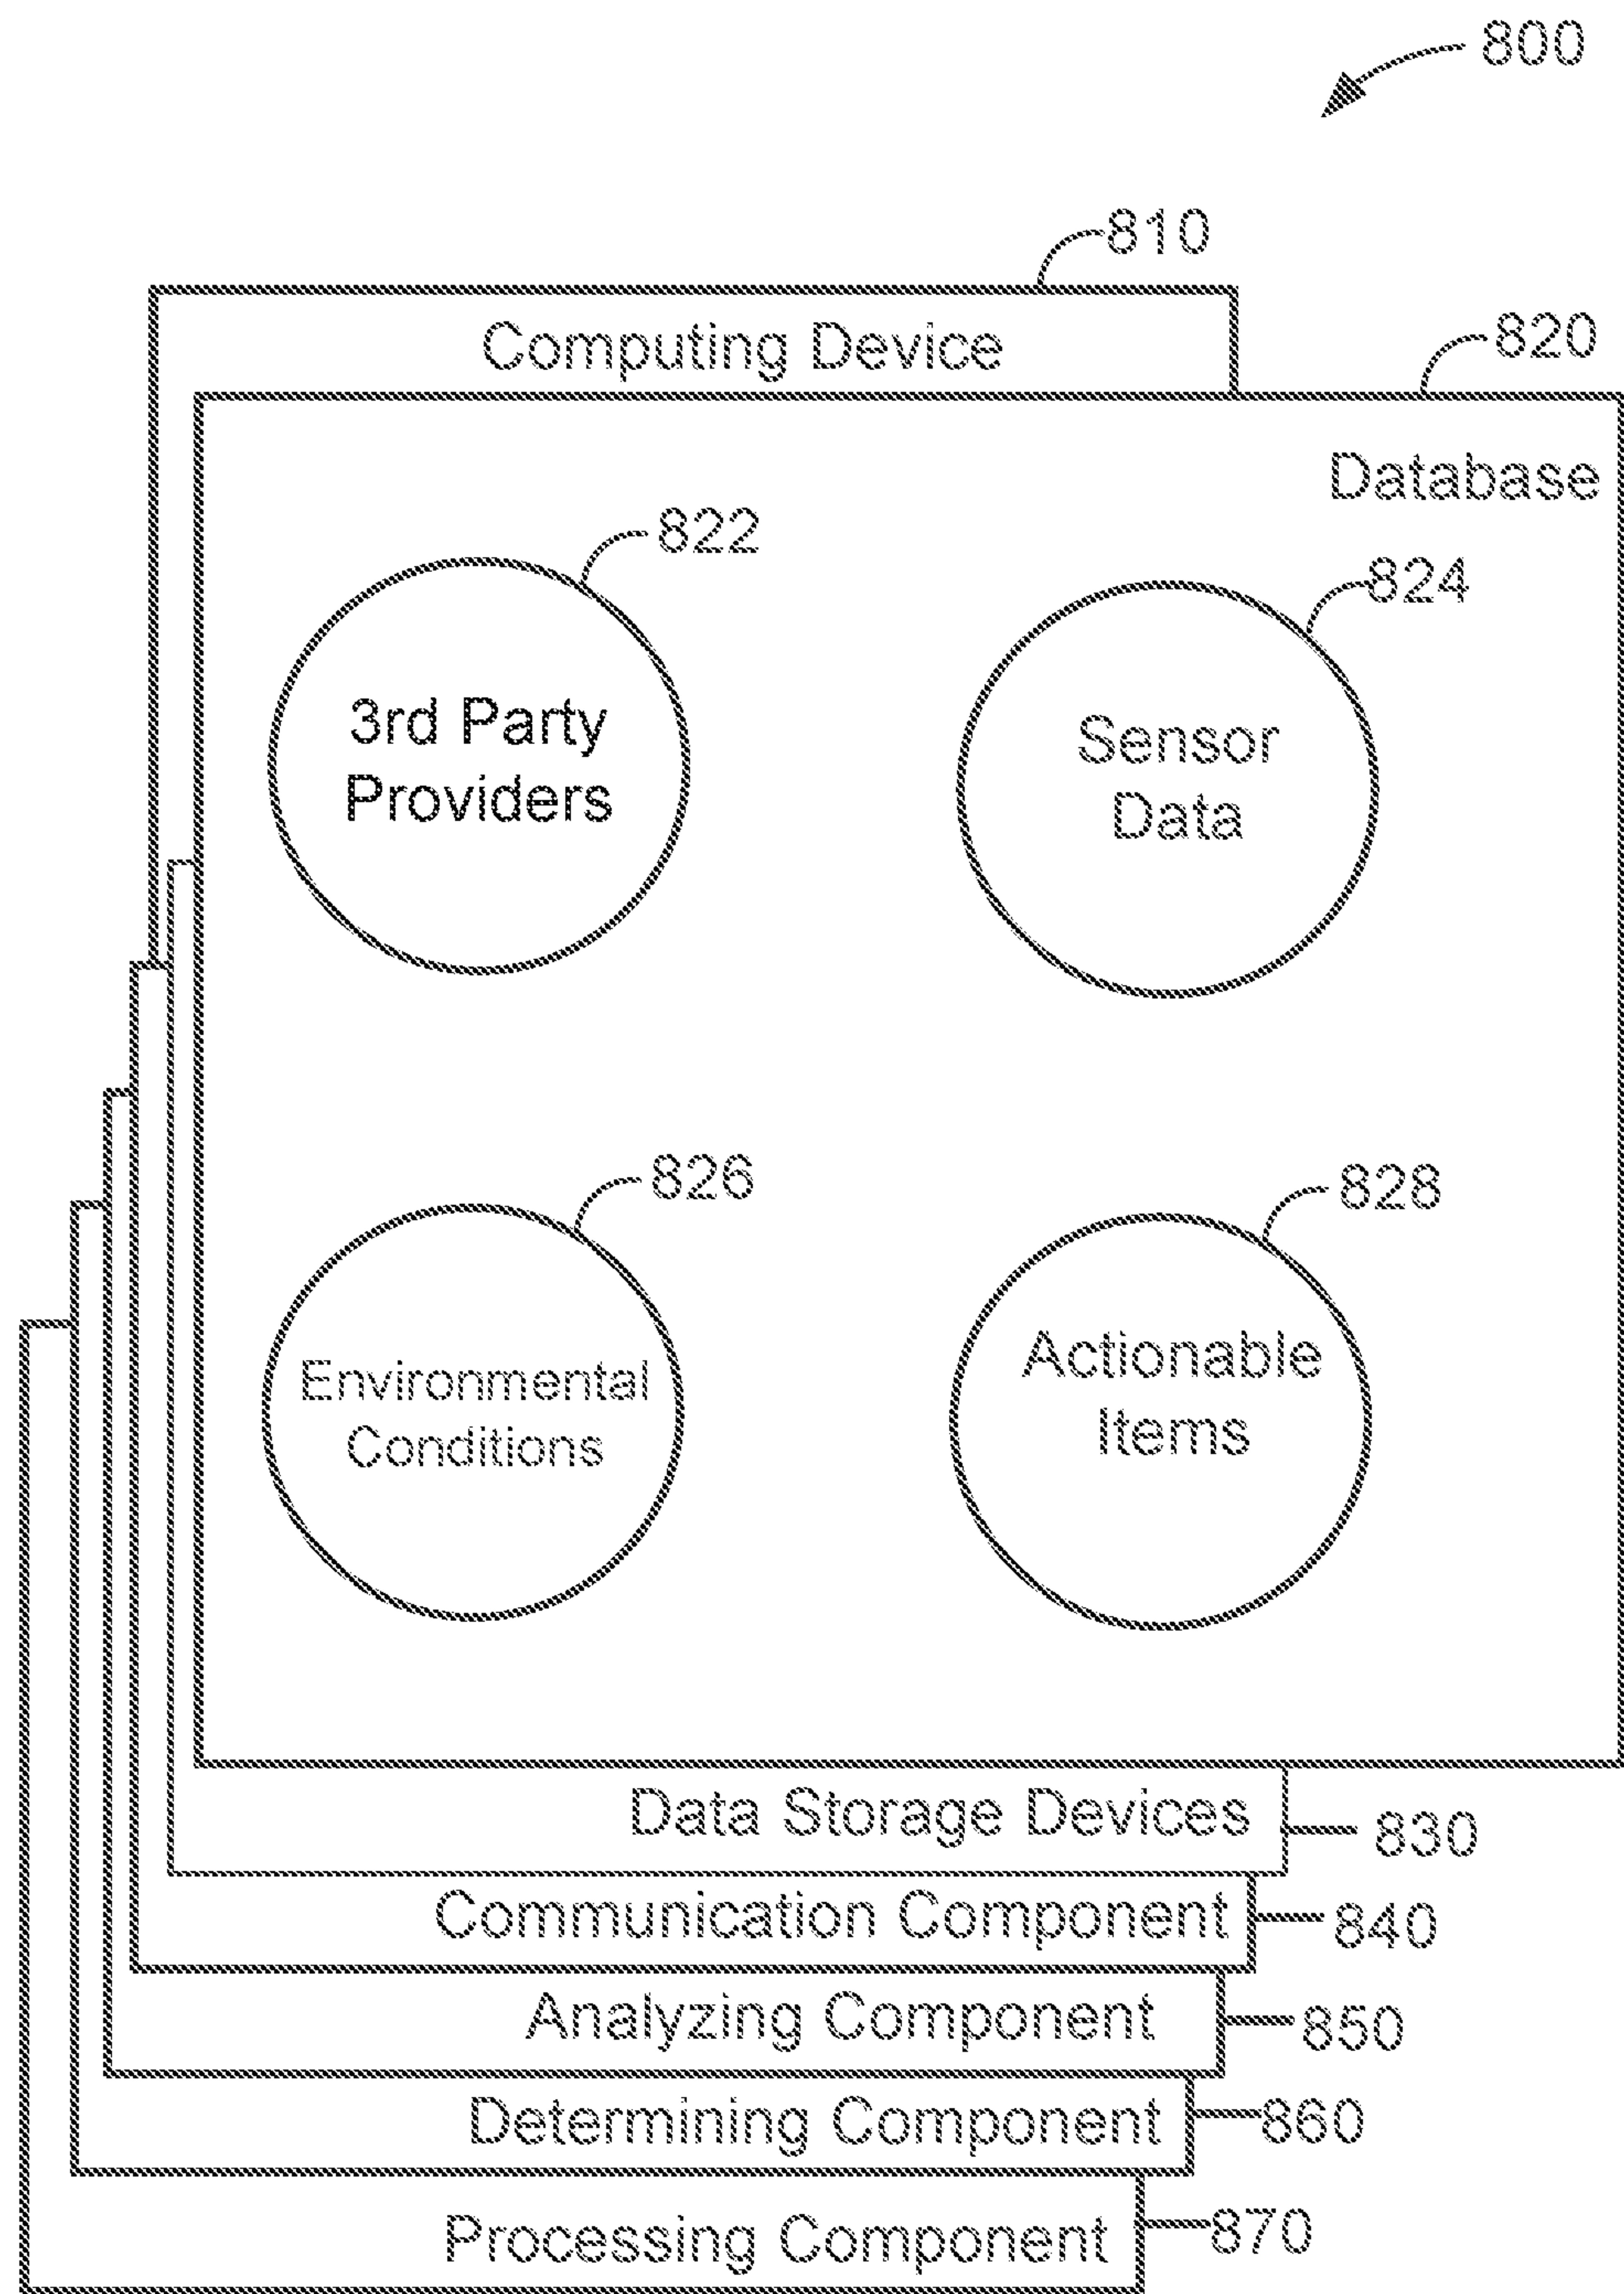 800
810
Computing Device
820
Database
822
824
3rd Party
Providers
Sensor
Data
826
828
Environmental
Conditions
Actionable
Items
Data Storage Devices
830
Communication Component
840
Analyzing Component
850
Determining Component
860
Processing Component
870